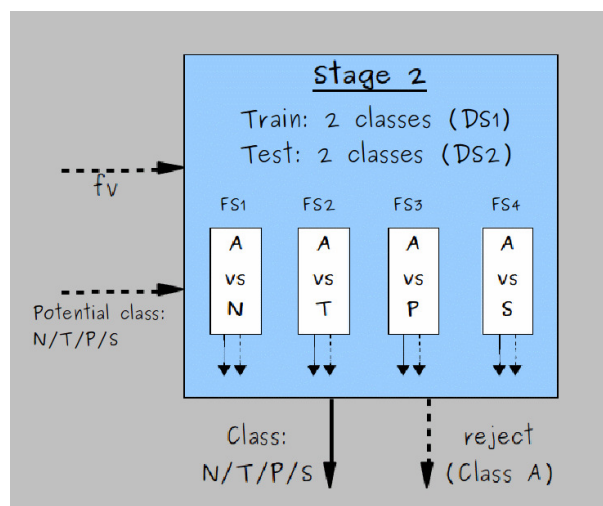 Stage 2
Train: 2 classes (DS1)
Test: 2 classes (DS2)
fv
FS1 FS2 FS3 FS4
A A A A
vs vs vs vs
N T P S
Potential class:
N/T/P/S
Class:
N/T/P/S
reject
(Class A)